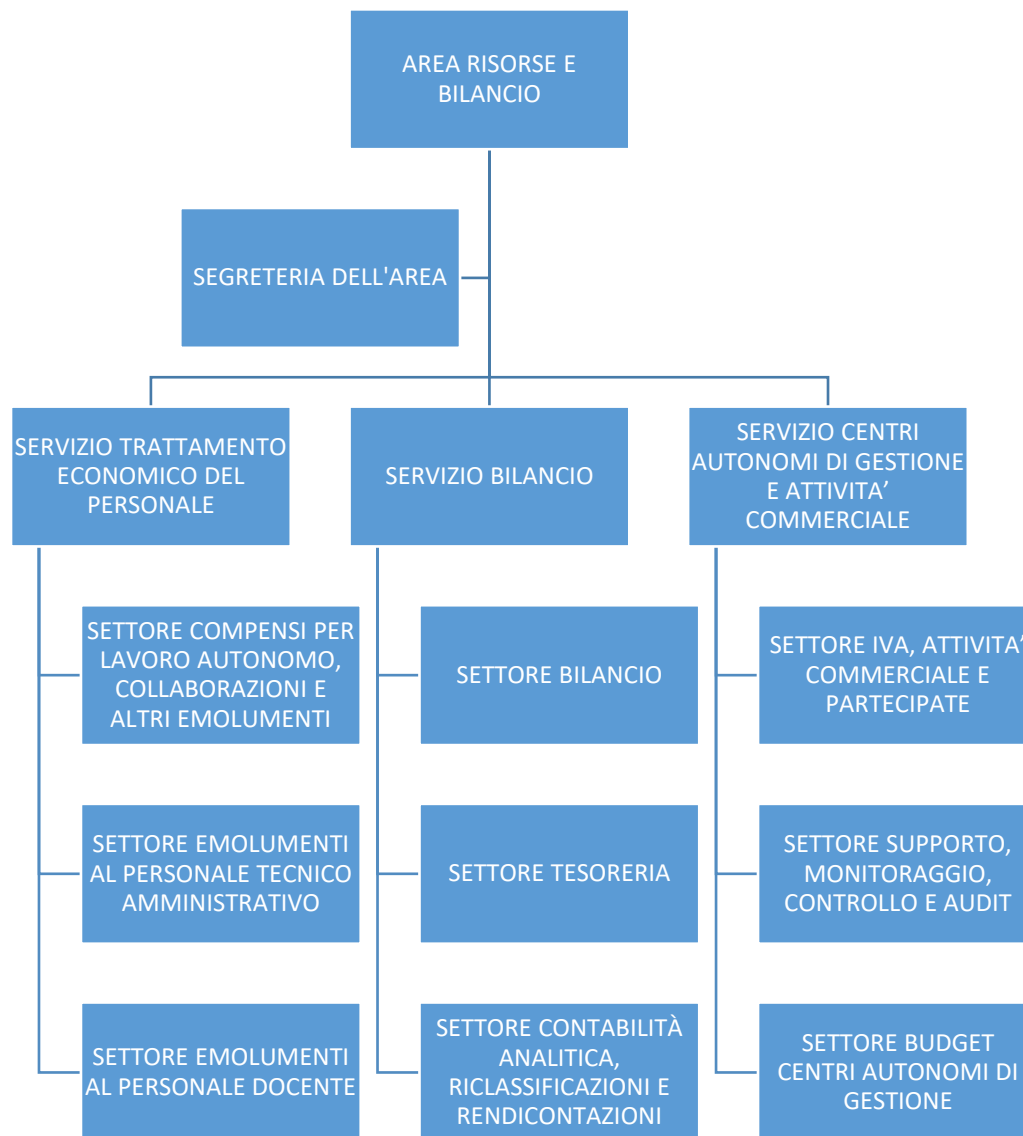 AREA RISORSE E
BILANCIO
SEGRETERIA DELL'AREA
SERVIZIO TRATTAMENTO
ECONOMICO DEL
PERSONALE
SERVIZIO BILANCIO
SERVIZIO CENTRI
AUTONOMI DI GESTIONE
E ATTIVITA’
COMMERCIALE
SETTORE COMPENSI PER
LAVORO AUTONOMO,
COLLABORAZIONI E
ALTRI EMOLUMENTI
SETTORE BILANCIO
SETTORE IVA, ATTIVITA’
COMMERCIALE E
PARTECIPATE
SETTORE EMOLUMENTI
AL PERSONALE TECNICO
AMMINISTRATIVO
SETTORE TESORERIA
SETTORE SUPPORTO,
MONITORAGGIO,
CONTROLLO E AUDIT
SETTORE EMOLUMENTI
AL PERSONALE DOCENTE
SETTORE CONTABILITÀ
ANALITICA,
RICLASSIFICAZIONI E
RENDICONTAZIONI
SETTORE BUDGET
CENTRI AUTONOMI DI
GESTIONE